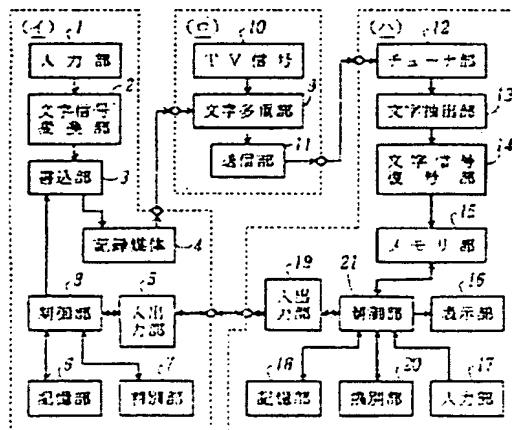 (イ)
1
入力部
2
文字信号
変換部
書込部
3
記録媒体
4
制御部
入出
力部
5
記憶部
6
判別部
7
(ロ)
10
TV信号
文字多重部
9
送信部
11
(ハ)
12
チューナ部
文字抽出部
13
文字信号
復号部
14
15
メモリ部
19
入出
力部
21
制御部
表示部
16
記憶部
18
識別部
20
入力部
17